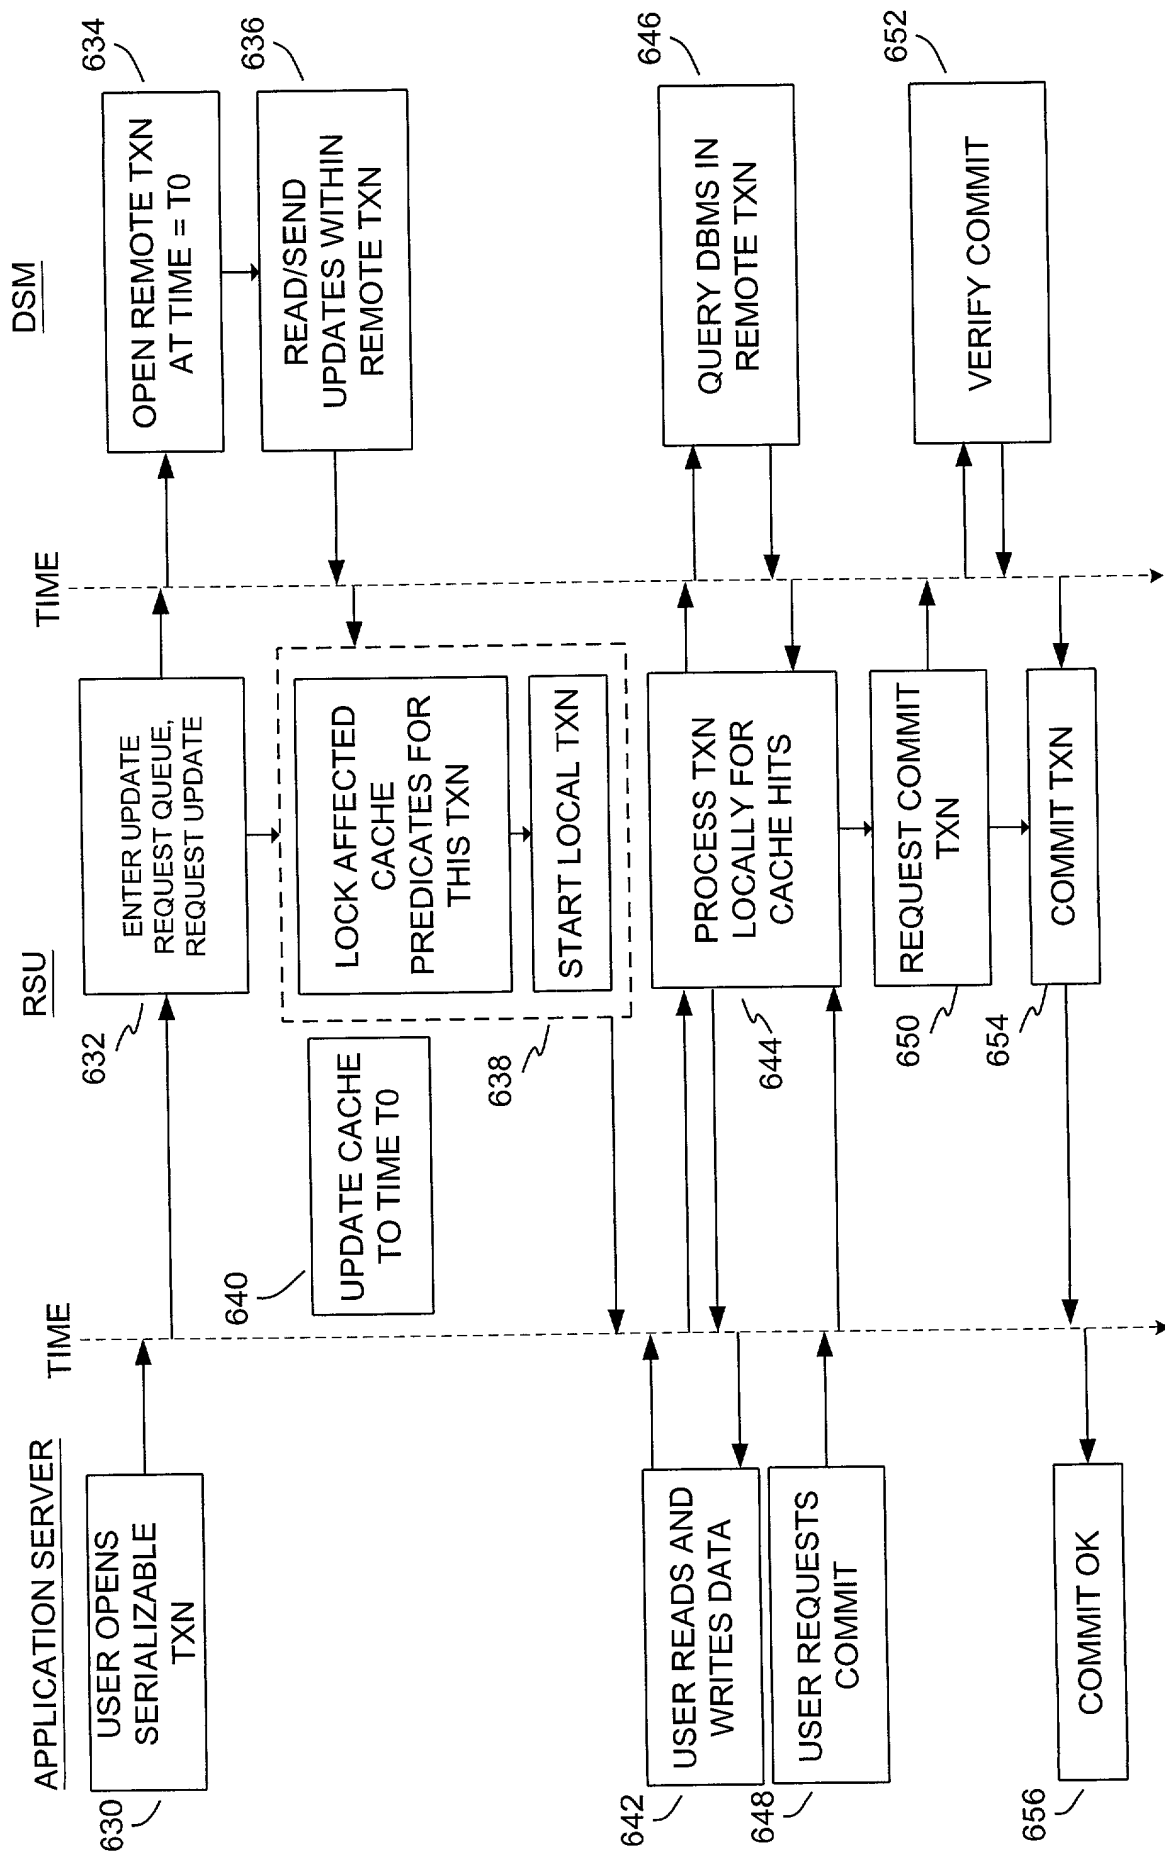 APPLICATION SERVER
TIME
RSU
TIME
DSM
630
USER OPENS
SERIALIZABLE
TXN
632
ENTER UPDATE
REQUEST QUEUE,
REQUEST UPDATE
634
OPEN REMOTE TXN
AT TIME = T0
636
READ/SEND
UPDATES WITHIN
REMOTE TXN
640
UPDATE CACHE
TO TIME T0
638
LOCK AFFECTED
CACHE
PREDICATES FOR
THIS TXN
START LOCAL TXN
642
USER READS AND
WRITES DATA
644
PROCESS TXN
LOCALLY FOR
CACHE HITS
646
QUERY DBMS IN
REMOTE TXN
648
USER REQUESTS
COMMIT
650
REQUEST COMMIT
TXN
652
VERIFY COMMIT
654
COMMIT TXN
656
COMMIT OK